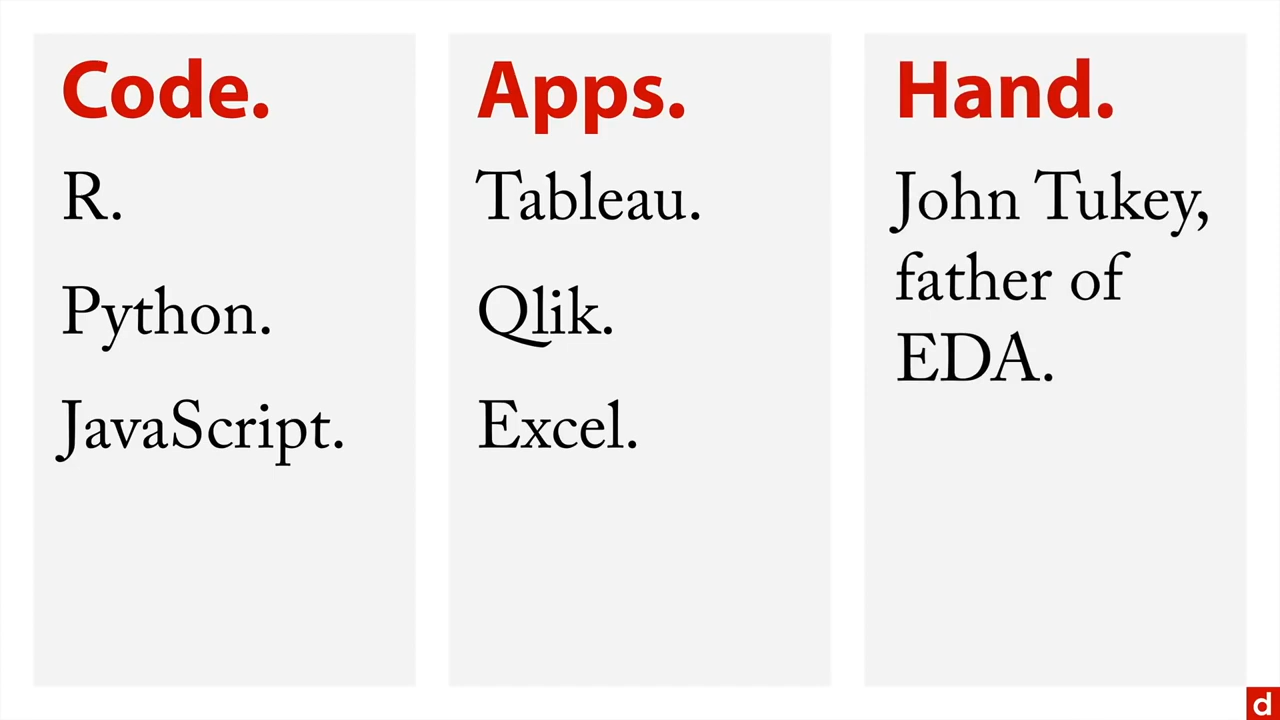 Code.
R.
Python.
JavaScript.
Apps.
Tableau.
Qlik.
Excel.
Hand.
John Tukey,
father of
EDA.
d